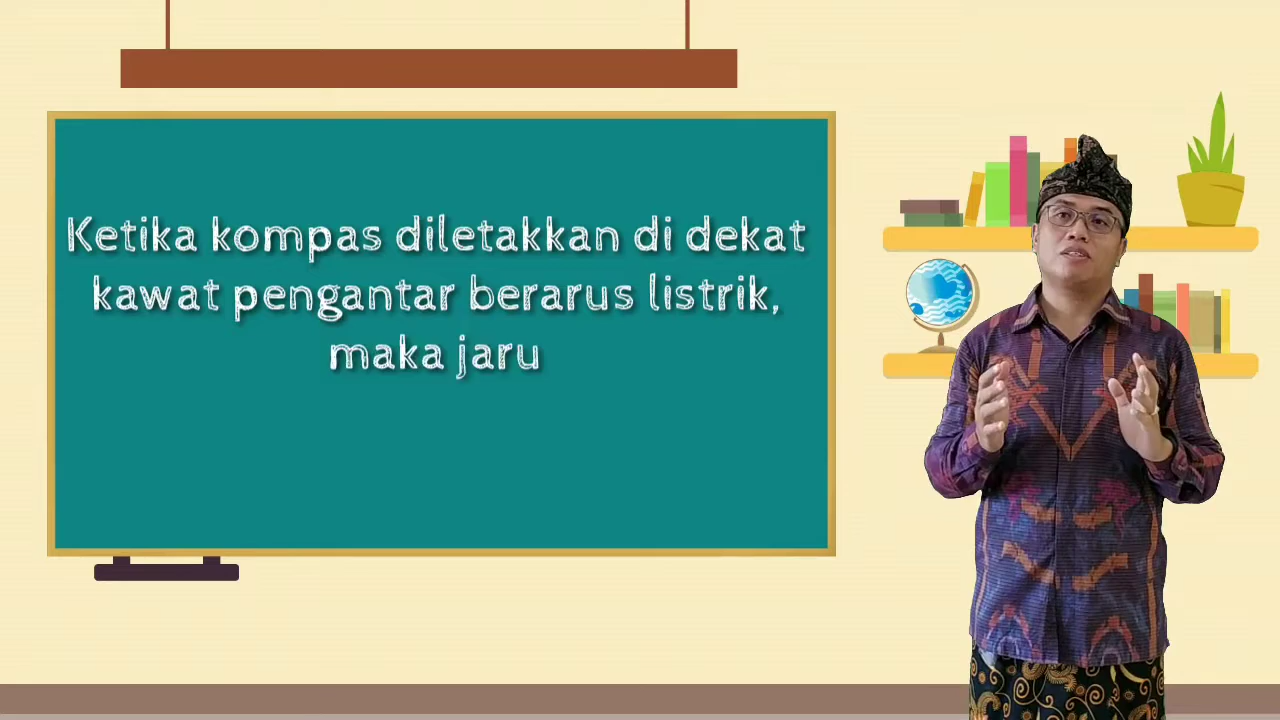 Ketika kompas diletakkan di dekat
kawat pengantar berarus listrik,
maka jaru